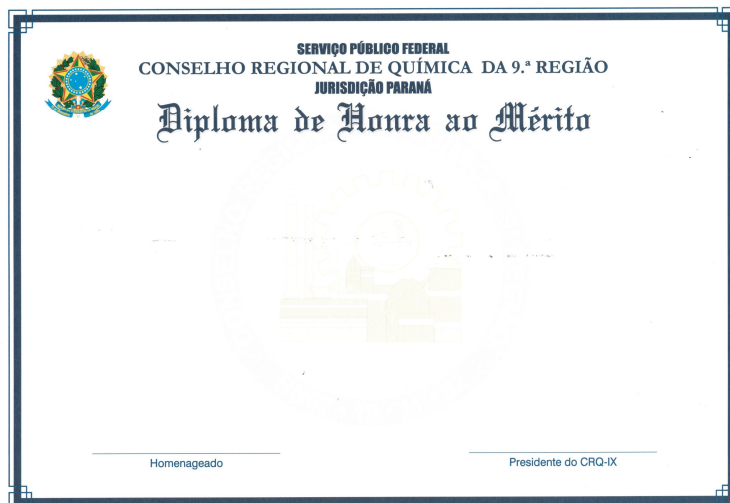 SERVIÇO PÚBLICO FEDERAL
CONSELHO REGIONAL DE QUÍMICA DA 9.ª REGIÃO
JURISDIÇÃO PARANÁ
Diploma de Honra ao Mérito
Homenageado
Presidente do CRQ-IX